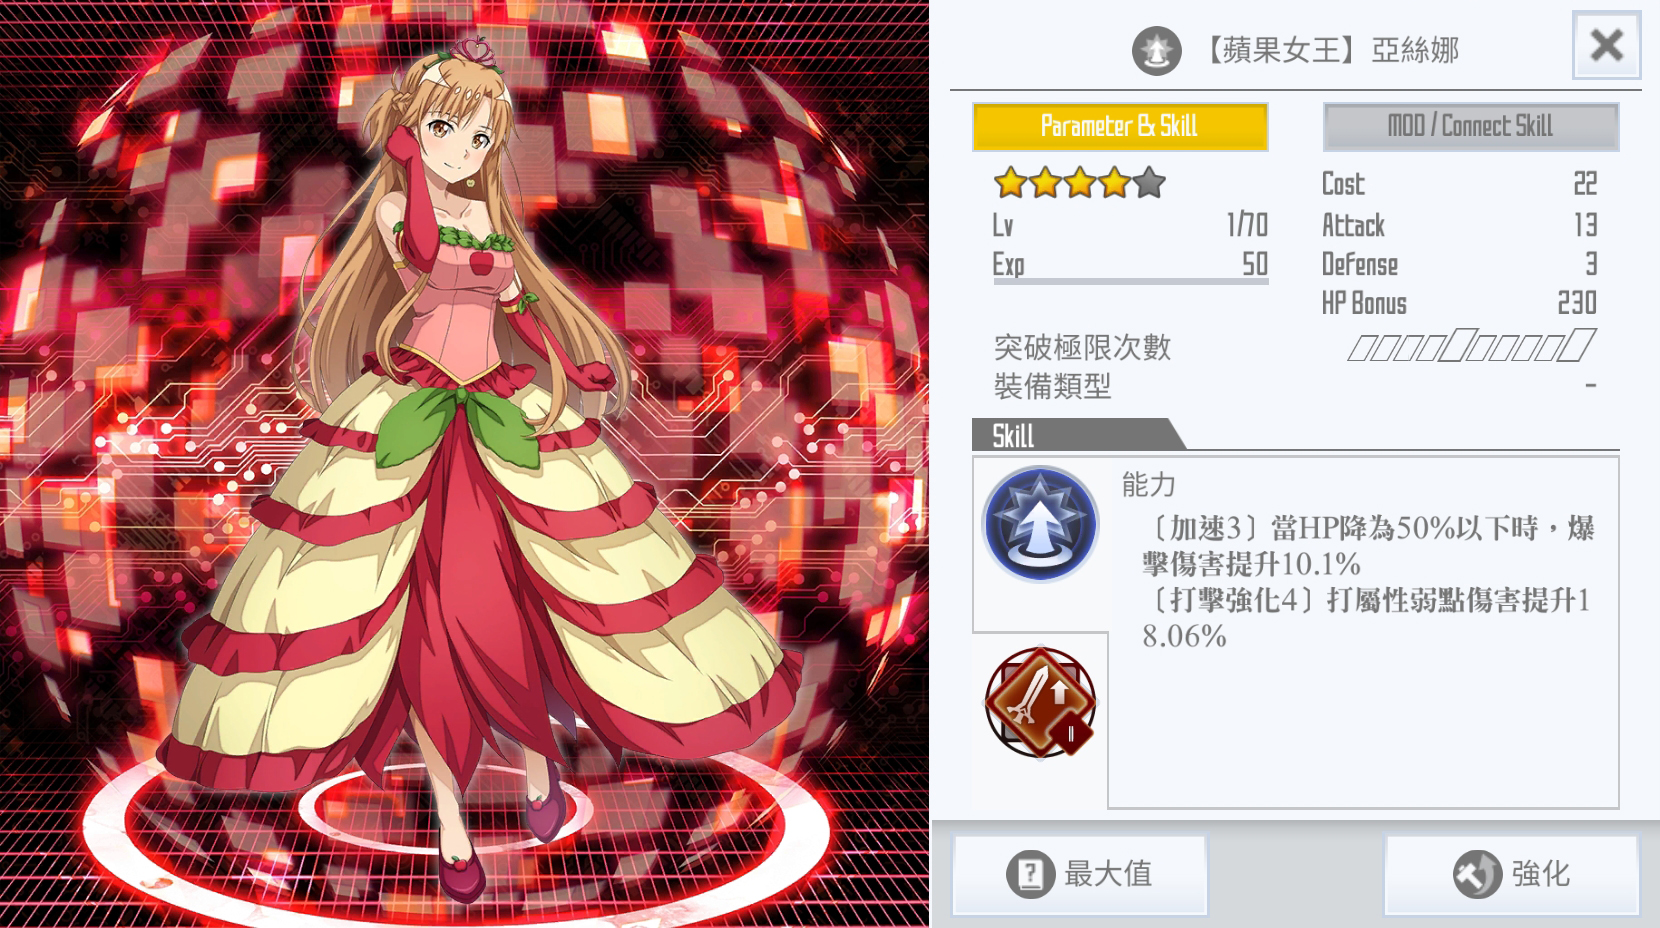 【蘋果女王】亞絲娜
Parameter & Skill
MOD / Connect Skill
Lv 1/70
Exp 50
Cost 22
Attack 13
Defense 3
HP Bonus 230
突破極限次數
裝備類型 -
Skill
能力
〔加速3〕當HP降為50%以下時，爆
擊傷害提升10.1%
〔打擊強化4〕打屬性弱點傷害提升1
8.06%
II
最大值
強化